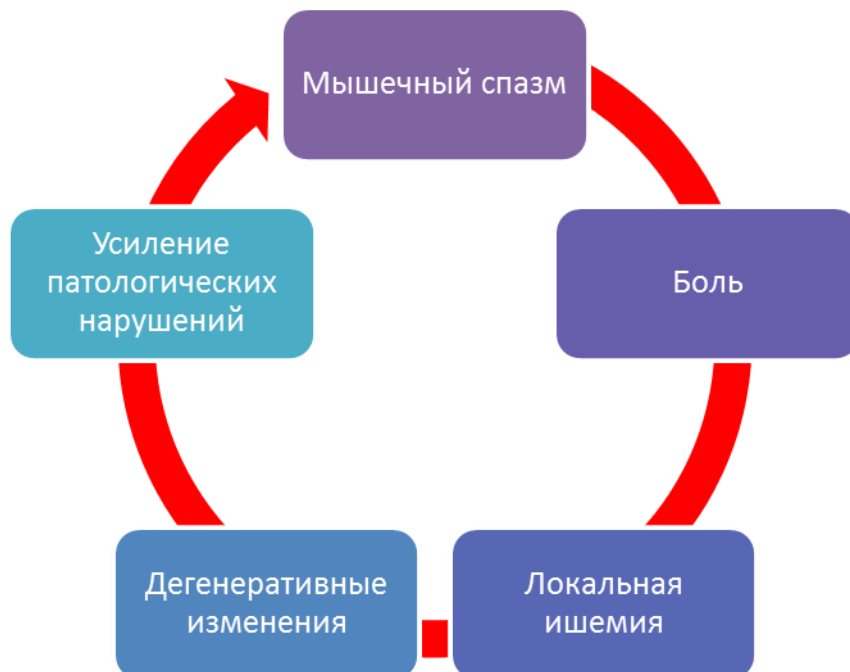 Мышечный спазм
Боль
Локальная
ишемия
Дегенеративные
изменения
Усиление
патологических
нарушений